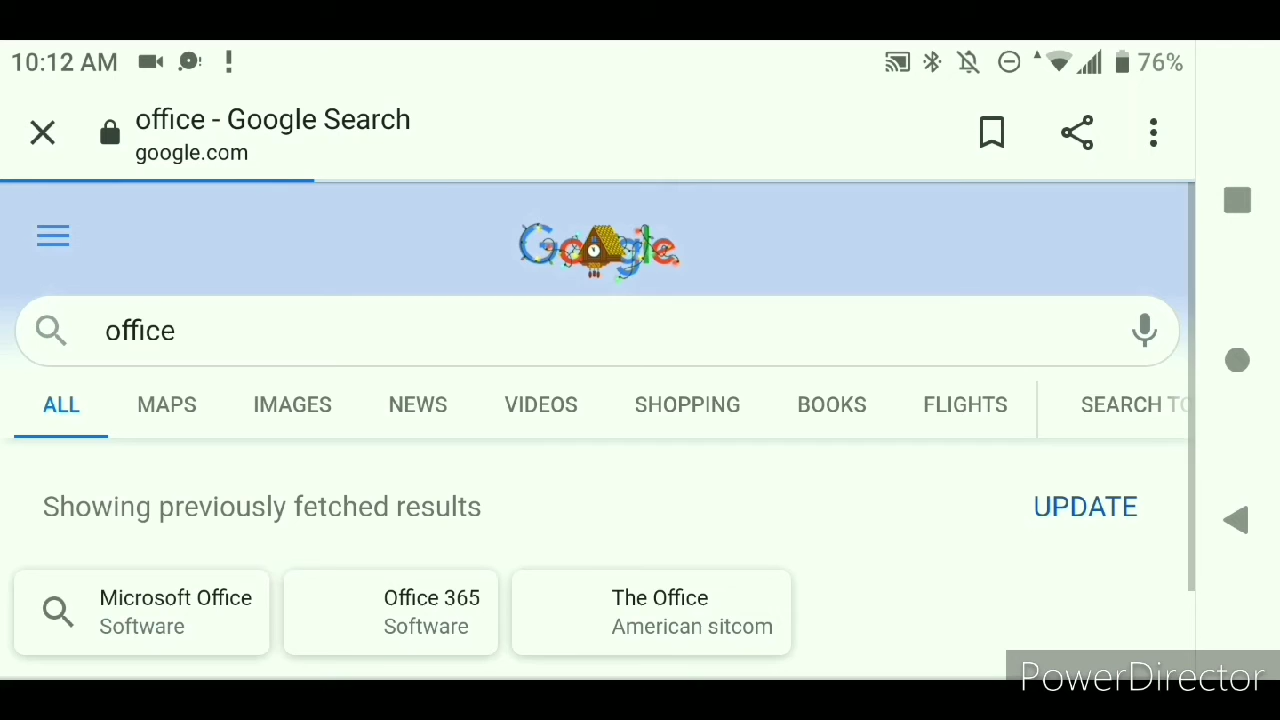 10:12 AM
76%
office - Google Search
google.com
Google
office
ALL MAPS IMAGES NEWS VIDEOS SHOPPING BOOKS FLIGHTS SEARCH TO
Showing previously fetched results
UPDATE
Microsoft Office
Software
Office 365
Software
The Office
American sitcom
PowerDirector